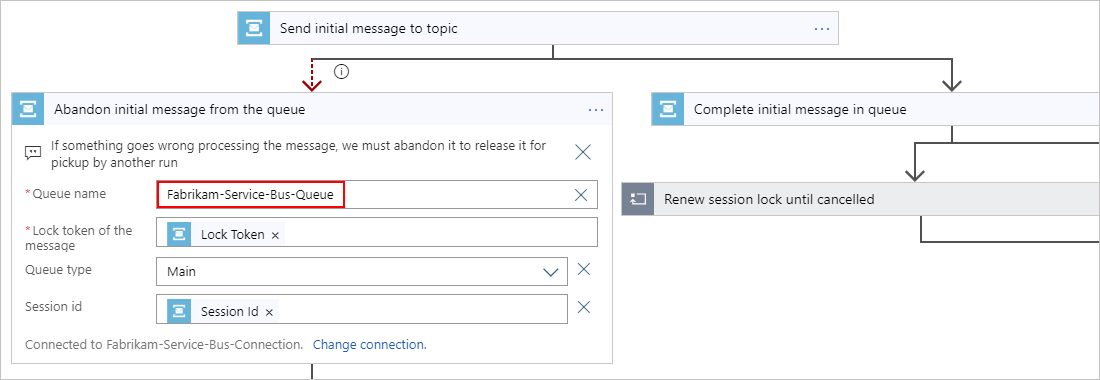 Send initial message to topic
Abandon initial message from the queue
If something goes wrong processing the message, we must abandon it to release it for
pickup by another run
* Queue name
Fabrikam-Service-Bus-Queue
* Lock token of the
message
Lock Token
Queue type
Main
Session id
Session Id
Connected to Fabrikam-Service-Bus-Connection. Change connection.
Complete initial message in queue
Renew session lock until cancelled